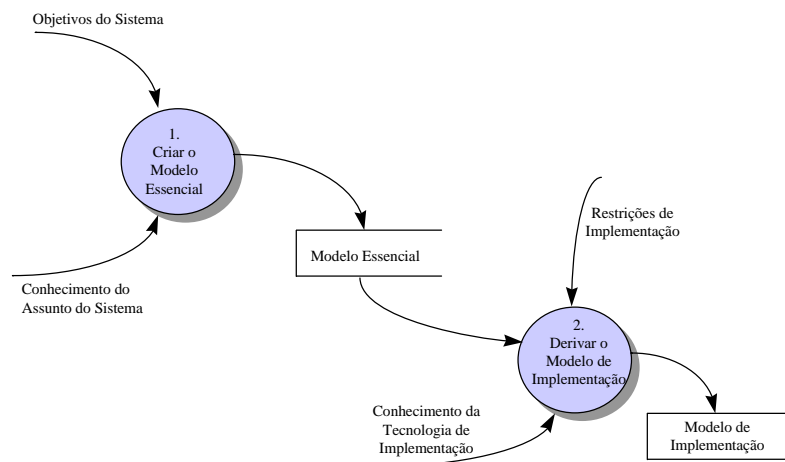 Objetivos do Sistema
1.
Criar o
Modelo
Essencial
Conhecimento do
Assunto do Sistema
Modelo Essencial
Restrições de
Implementação
2.
Derivar o
Modelo de
Implementação
Conhecimento da
Tecnologia de
Implementação
Modelo de
Implementação